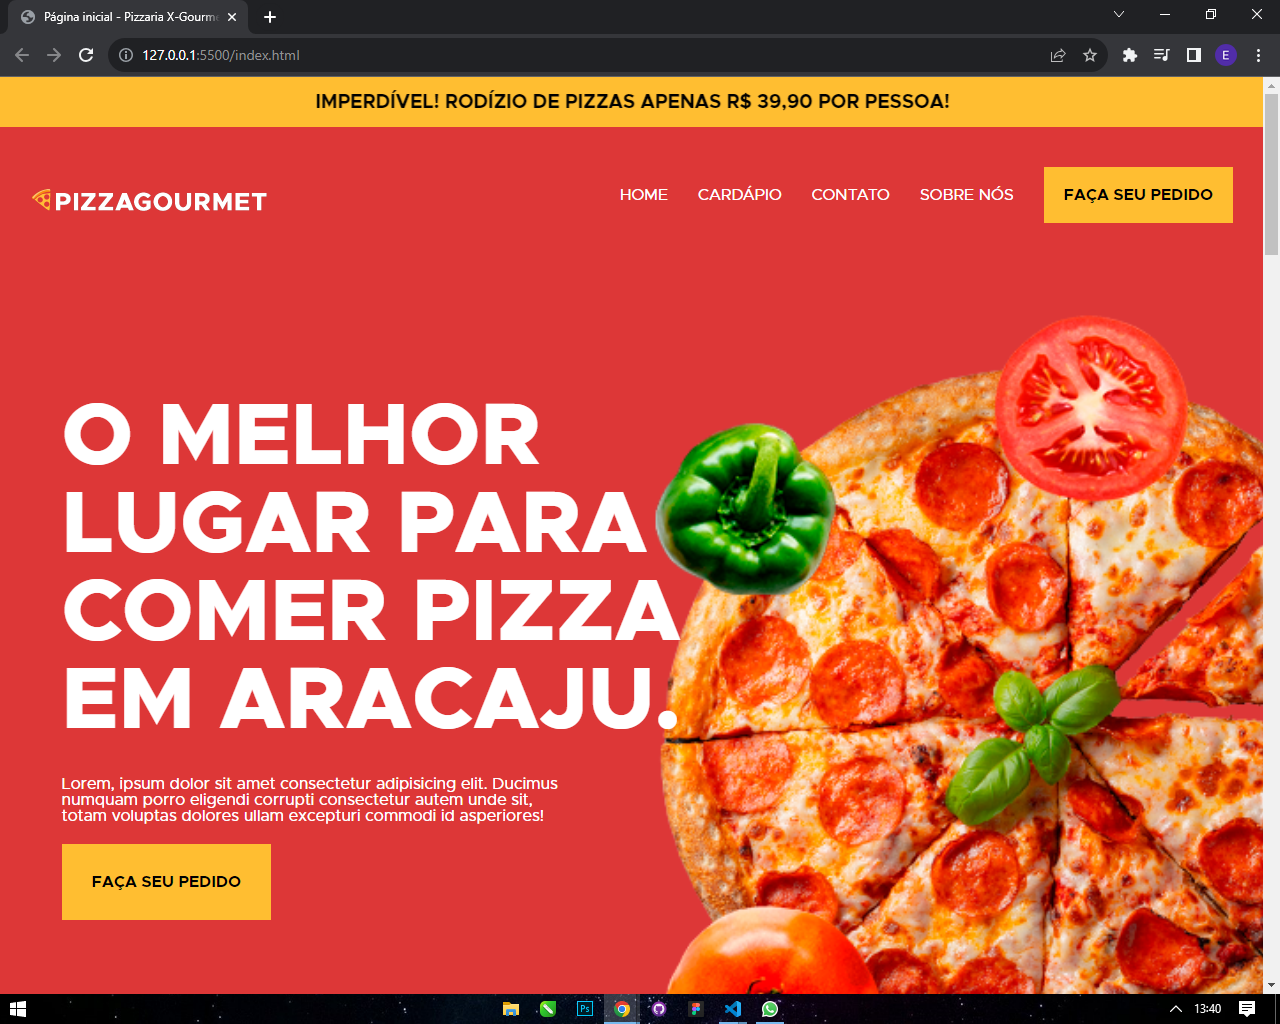 Página inicial - Pizzaria X-Gourme
127.0.0.1:5500/index.html
E
IMPERDÍVEL! RODÍZIO DE PIZZAS APENAS R$ 39,90 POR PESSOA!
PIZZAGOURMET
HOME CARDÁPIO CONTATO SOBRE NÓS FAÇA SEU PEDIDO
O MELHOR
LUGAR PARA
COMER PIZZA
EM ARACAJU.
Lorem, ipsum dolor sit amet consectetur adipisicing elit. Ducimus
numquam porro eligendi corrupti consectetur autem unde sit,
totam voluptas dolores ullam excepturi commodi id asperiores!
FAÇA SEU PEDIDO
Ps
13:40